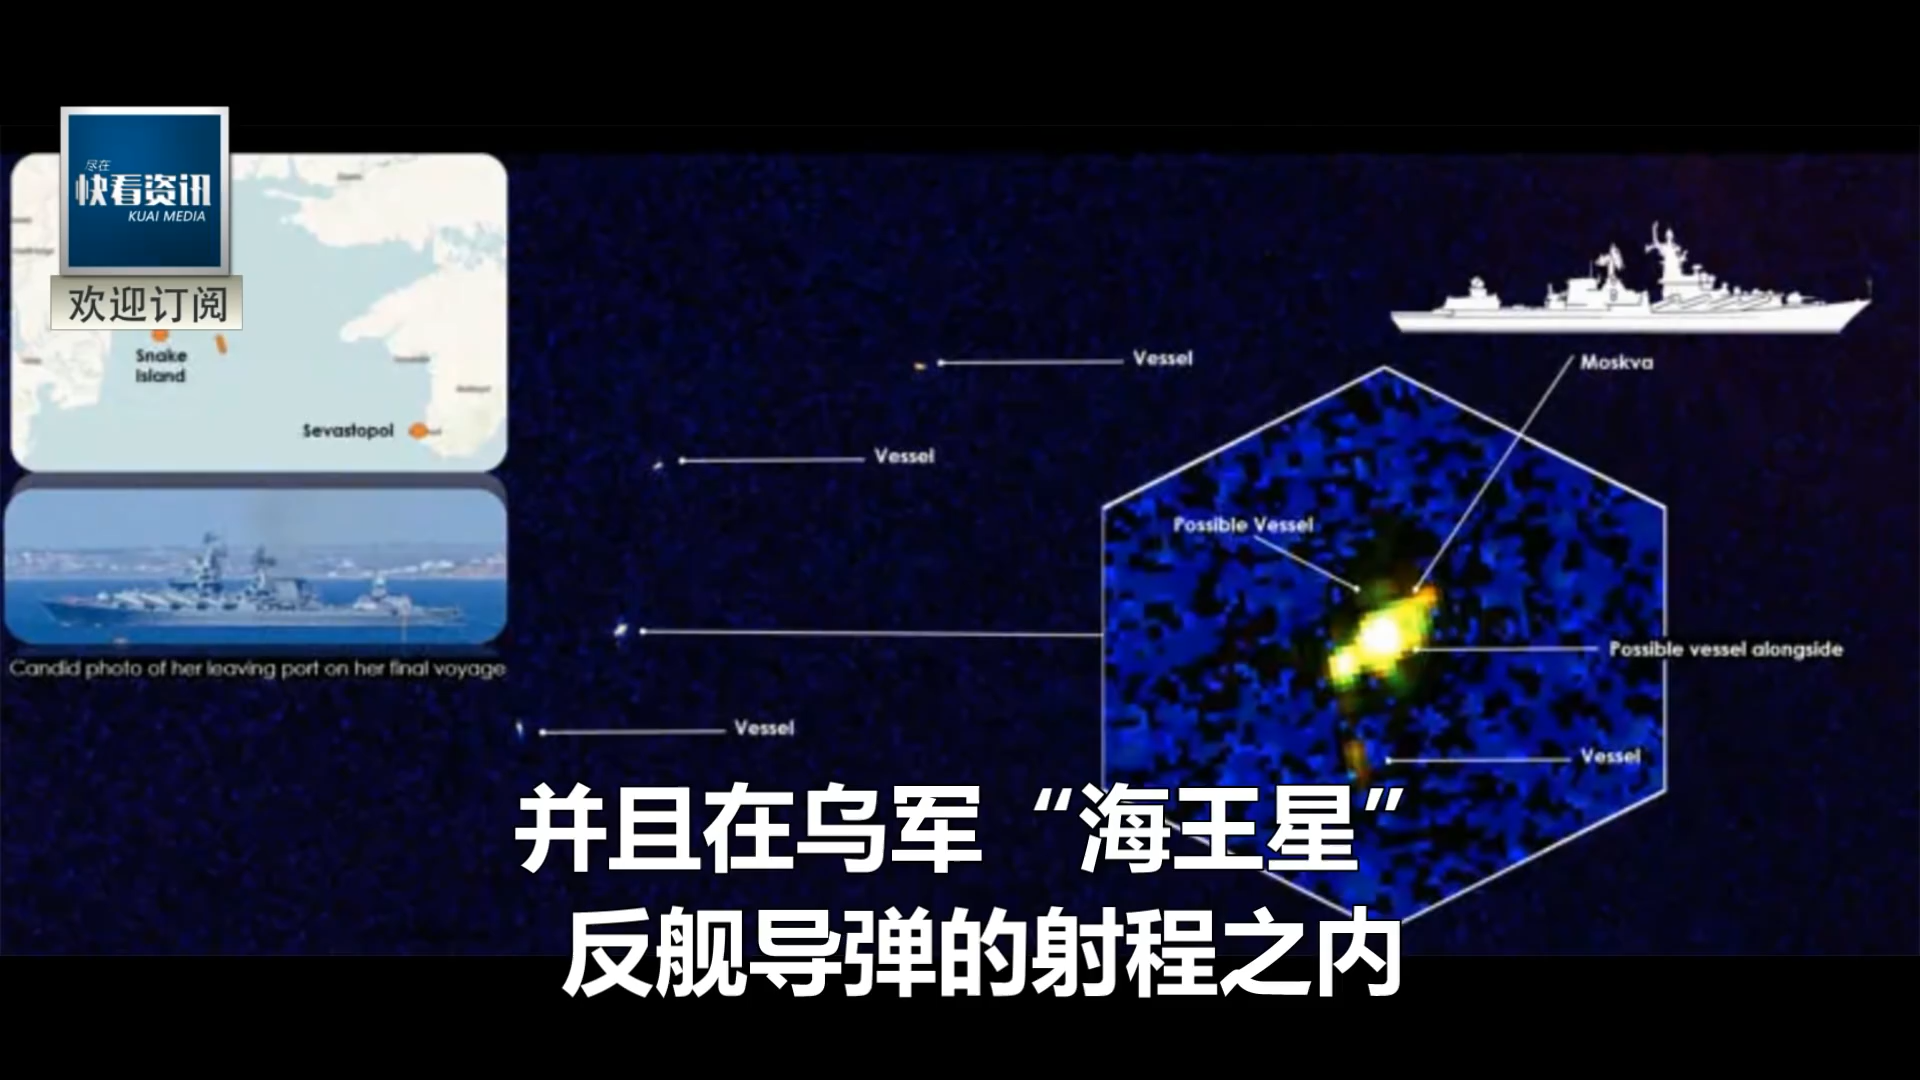 尽在
快看资讯
KUAI MEDIA
欢迎订阅
Snake
Island
Sevastopol
Candid photo of her leaving port on her final voyage
Vessel
Vessel
Vessel
Moskva
Possible Vessel
Possible vessel alongside
Vessel
并且在乌军“海王星”
反舰导弹的射程之内